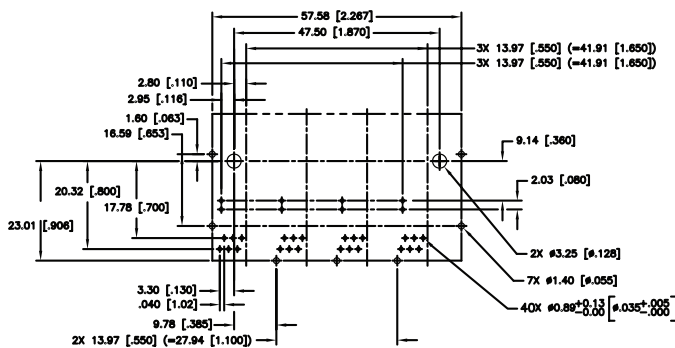 57.58 [2.267]
47.50 [1.870]
3X 13.97 [.550] (=41.91 [1.650])
3X 13.97 [.550] (=41.91 [1.650])
2.80 [.110]
2.95 [.116]
1.60 [.063]
16.59 [.653]
9.14 [.360]
20.32 [.800]
2.03 [.080]
17.78 [.700]
23.01 [.906]
2X ø3.25 [ø.128]
7X ø1.40 [ø.055]
3.30 [.130]
.040 [1.02]
40X ø0.89+0.13 -0.00 [ø.035+.005 -.000]
9.78 [.385]
2X 13.97 [.550] (=27.94 [1.100])